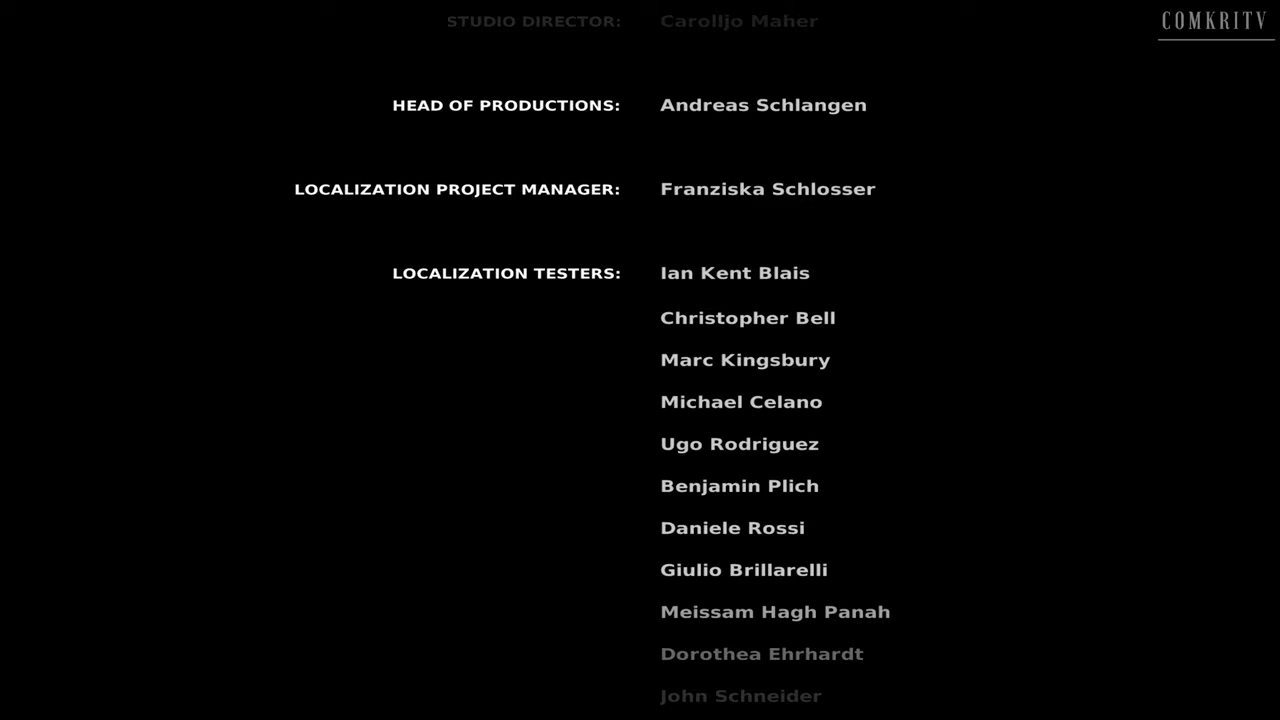 STUDIO DIRECTOR: Carolljo Maher
COMKRITV
HEAD OF PRODUCTIONS: Andreas Schlangen
LOCALIZATION PROJECT MANAGER: Franziska Schlosser
LOCALIZATION TESTERS: Ian Kent Blais
Christopher Bell
Marc Kingsbury
Michael Celano
Ugo Rodriguez
Benjamin Plich
Daniele Rossi
Giulio Brillarelli
Meissam Hagh Panah
Dorothea Ehrhardt
John Schneider